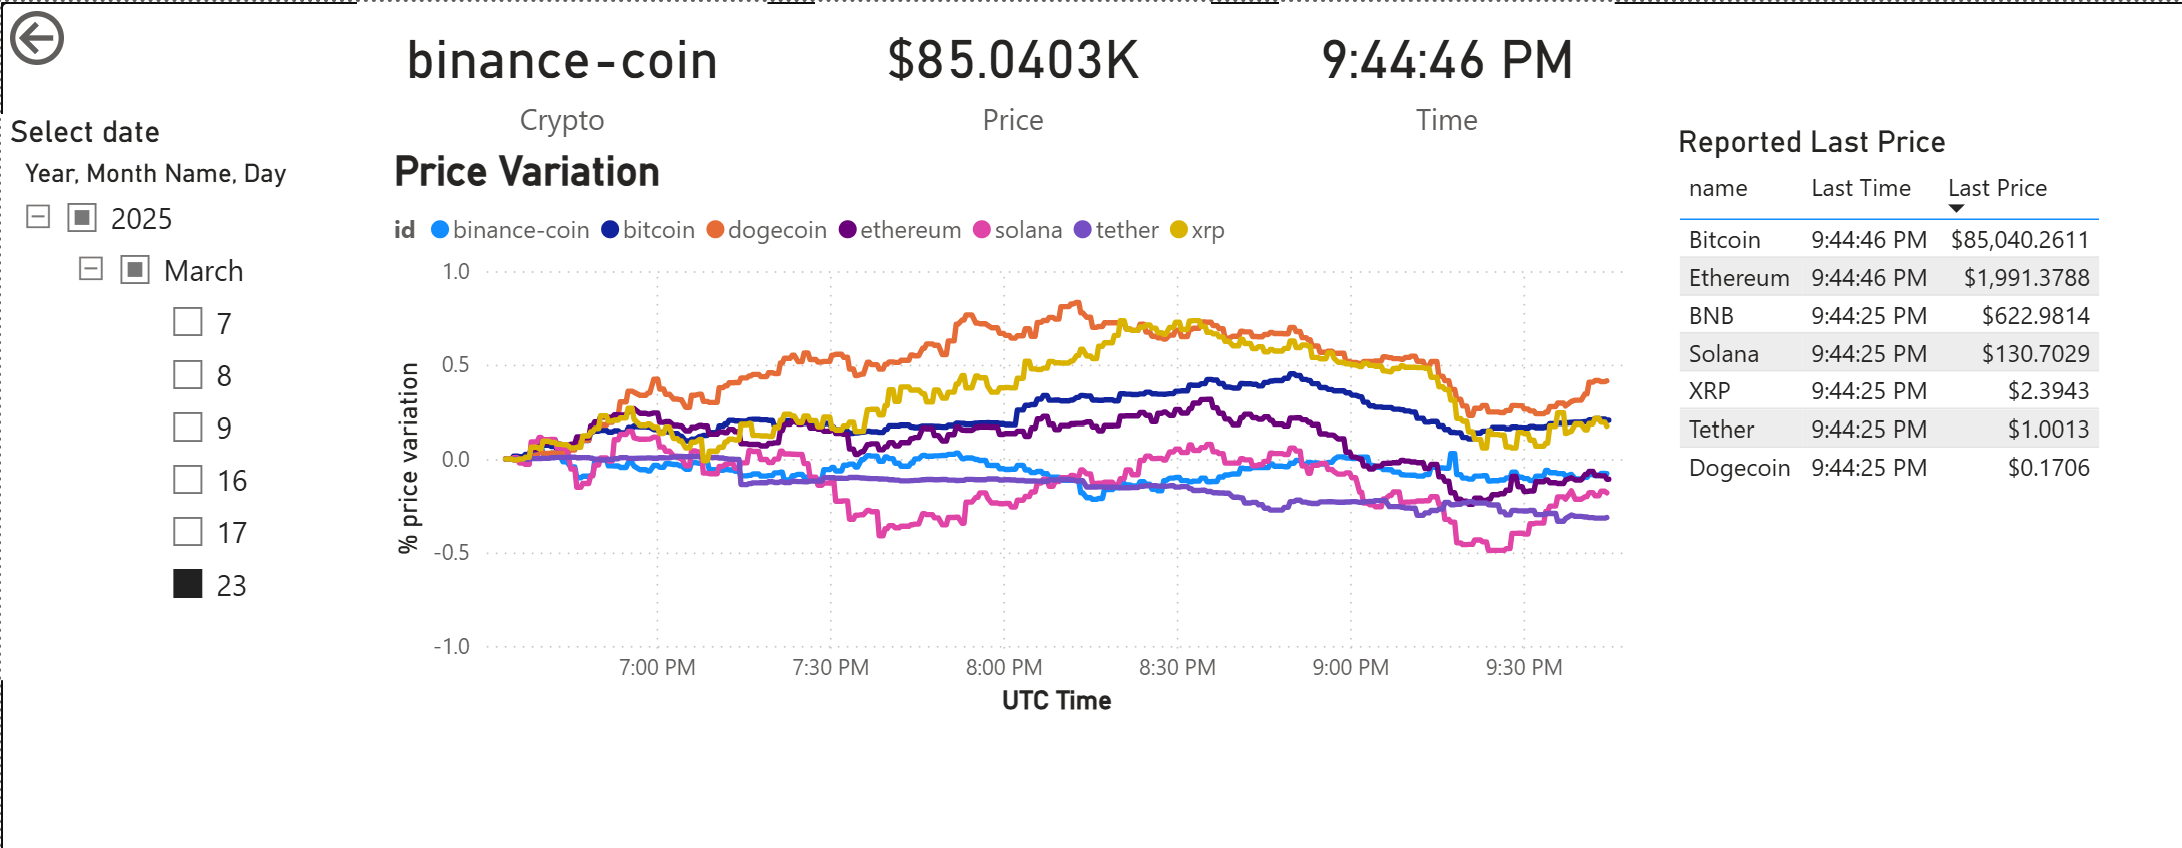 binance-coin $85.0403K 9:44:46 PM
Crypto Price Time
Select date
Year, Month Name, Day
2025
March
7
8
9
16
17
23
Price Variation
id binance-coin bitcoin dogecoin ethereum solana tether xrp
% price variation
1.0
0.5
0.0
-0.5
-1.0
7:00 PM 7:30 PM 8:00 PM 8:30 PM 9:00 PM 9:30 PM
UTC Time
Reported Last Price
name Last Time Last Price
Bitcoin 9:44:46 PM $85,040.2611
Ethereum 9:44:46 PM $1,991.3788
BNB 9:44:25 PM $622.9814
Solana 9:44:25 PM $130.7029
XRP 9:44:25 PM $2.3943
Tether 9:44:25 PM $1.0013
Dogecoin 9:44:25 PM $0.1706